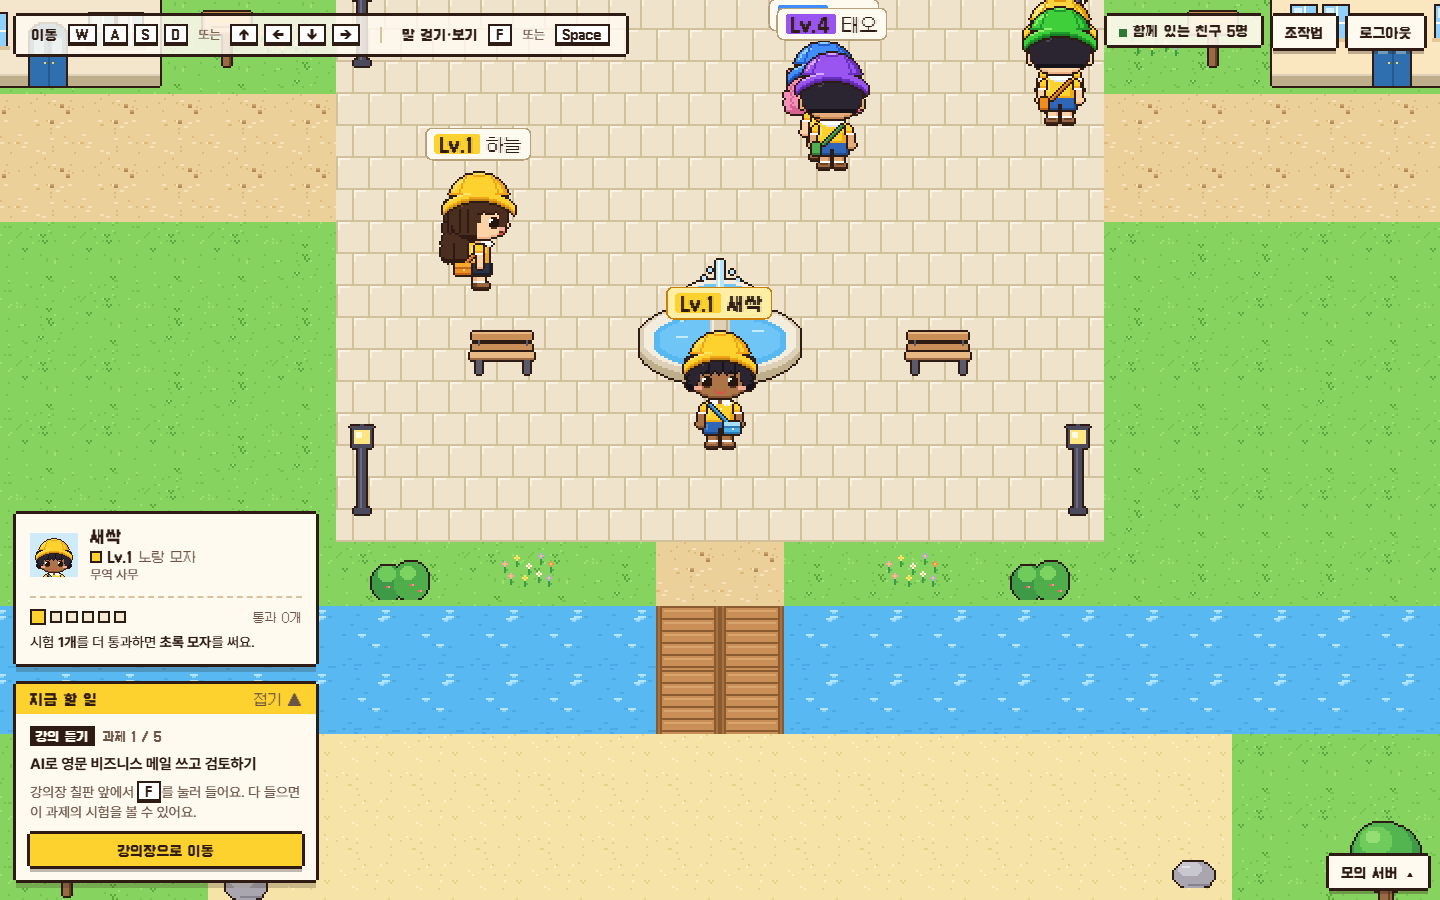 이동 W A S D 또는 ↑ ← ↓ → 말 걸기·보기 F 또는 Space
Lv.4 태오
■ 함께 있는 친구 5명
조작법
로그아웃
Lv.1 하늘
Lv.1 새싹
새싹
Lv.1 노랑 모자
무역 사무
통과 0개
시험 1개를 더 통과하면 초록 모자를 써요.
지금 할 일
접기 ▲
강의 듣기 과제 1 / 5
AI로 영문 비즈니스 메일 쓰고 검토하기
강의장 칠판 앞에서 F 를 눌러 들어요. 다 들으면
이 과제의 시험을 볼 수 있어요.
강의장으로 이동
모의 서버 ▲